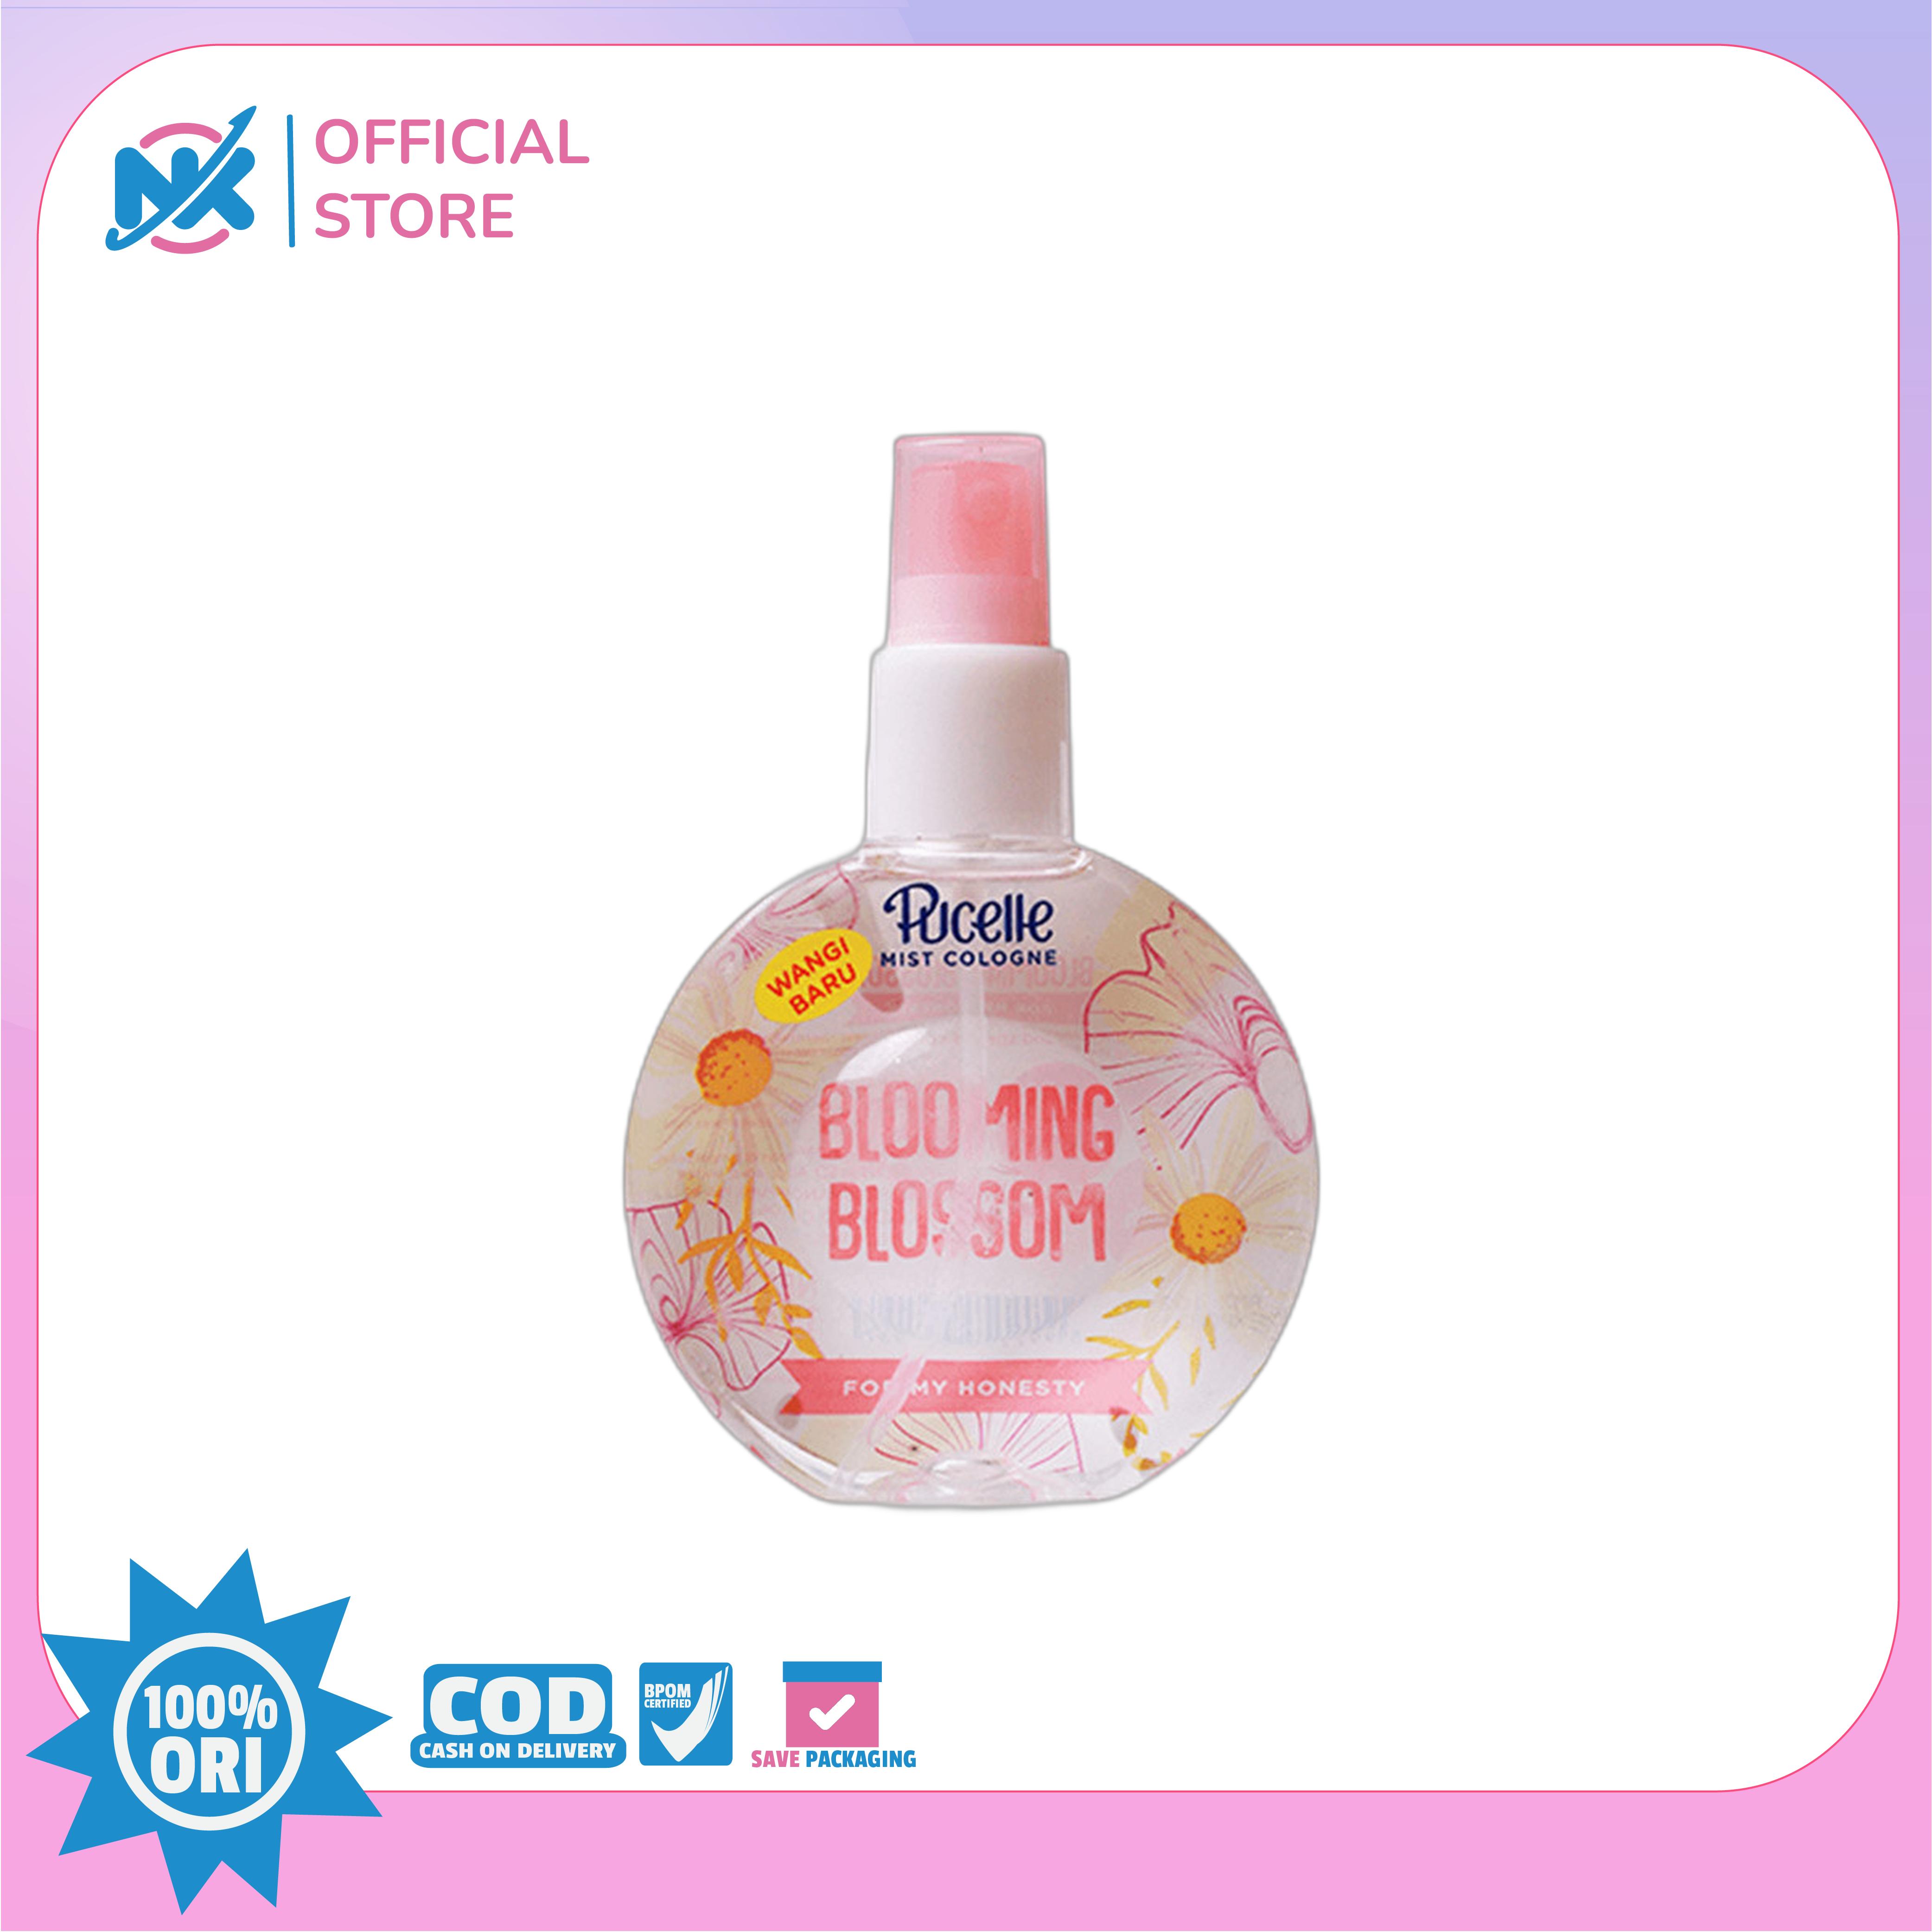 NK
OFFICIAL
STORE
Pucelle
MIST COLOGNE
WANGI
BARU
BLOOMING
BLOSSOM
FOR MY HONESTY
100%
ORI
COD
CASH ON DELIVERY
BPOM
CERTIFIED
SAVE PACKAGING